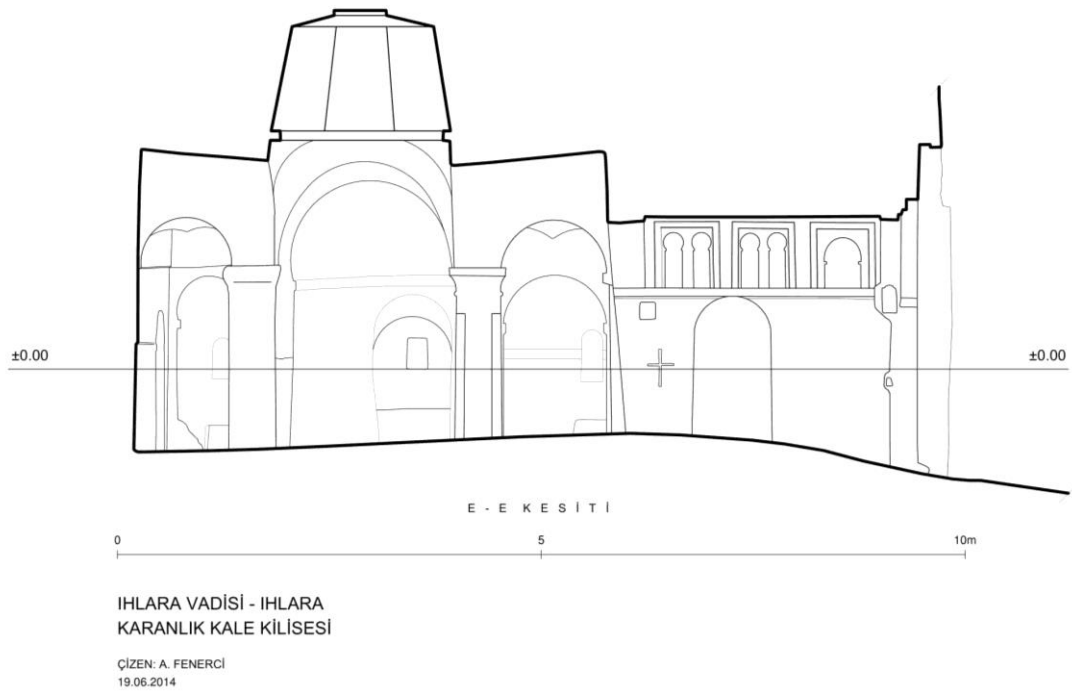 ±0.00 ±0.00
E - E K E S İ T İ
0 5 10m
IHLARA VADİSİ - IHLARA
KARANLIK KALE KİLİSESİ
ÇİZEN: A. FENERCİ
19.06.2014